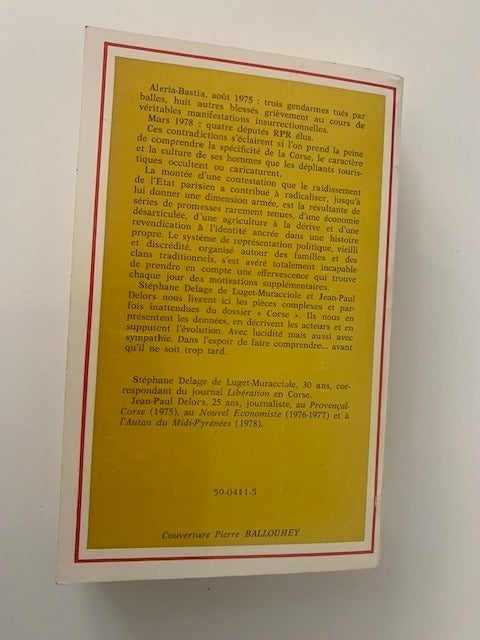 Aleria-Bastia, août 1975 : trois gendarmes tués par
balles, huit autres blessés grièvement au cours de
véritables manifestations insurrectionnelles.
Mars 1978 : quatre députés RPR élus.
Ces contradictions s'éclairent si l'on prend la peine
de comprendre la spécificité de la Corse, le caractère
et la culture de ses hommes que les dépliants touris-
tiques occultent ou caricaturent.
La montée d'une contestation que le raidissement
de l'Etat parisien a contribué à radicaliser, jusqu'à
lui donner une dimension armée, est la résultante de
séries de promesses rarement tenues, d'une économie
désarticulée, d'une agriculture à la dérive et d'une
revendication à l'identité ancrée dans une histoire
propre. Le système de représentation politique, vieilli
et discrédité, organisé autour des familles et des
clans traditionnels, s'est avéré totalement incapable
de prendre en compte une effervescence qui trouve
chaque jour des motivations supplémentaires.
Stéphane Delage de Luget-Muracciole et Jean-Paul
Delors nous livrent ici les pièces complexes et par-
fois inattendues du dossier « Corse ». Ils nous en
présentent les données, en décrivent les acteurs et en
supputent l'évolution. Avec lucidité mais aussi avec
sympathie. Dans l'espoir de faire comprendre... avant
qu'il ne soit trop tard.
Stéphane Delage de Luget-Muracciole, 30 ans, cor-
respondant du journal Libération en Corse.
Jean-Paul Delors, 25 ans, journaliste, au Provençal-
Corse (1975), au Nouvel Economiste (1976-1977) et à
l'Autan du Midi-Pyrénées (1978).
59-0411-5
Couverture Pierre BALLOUHEY